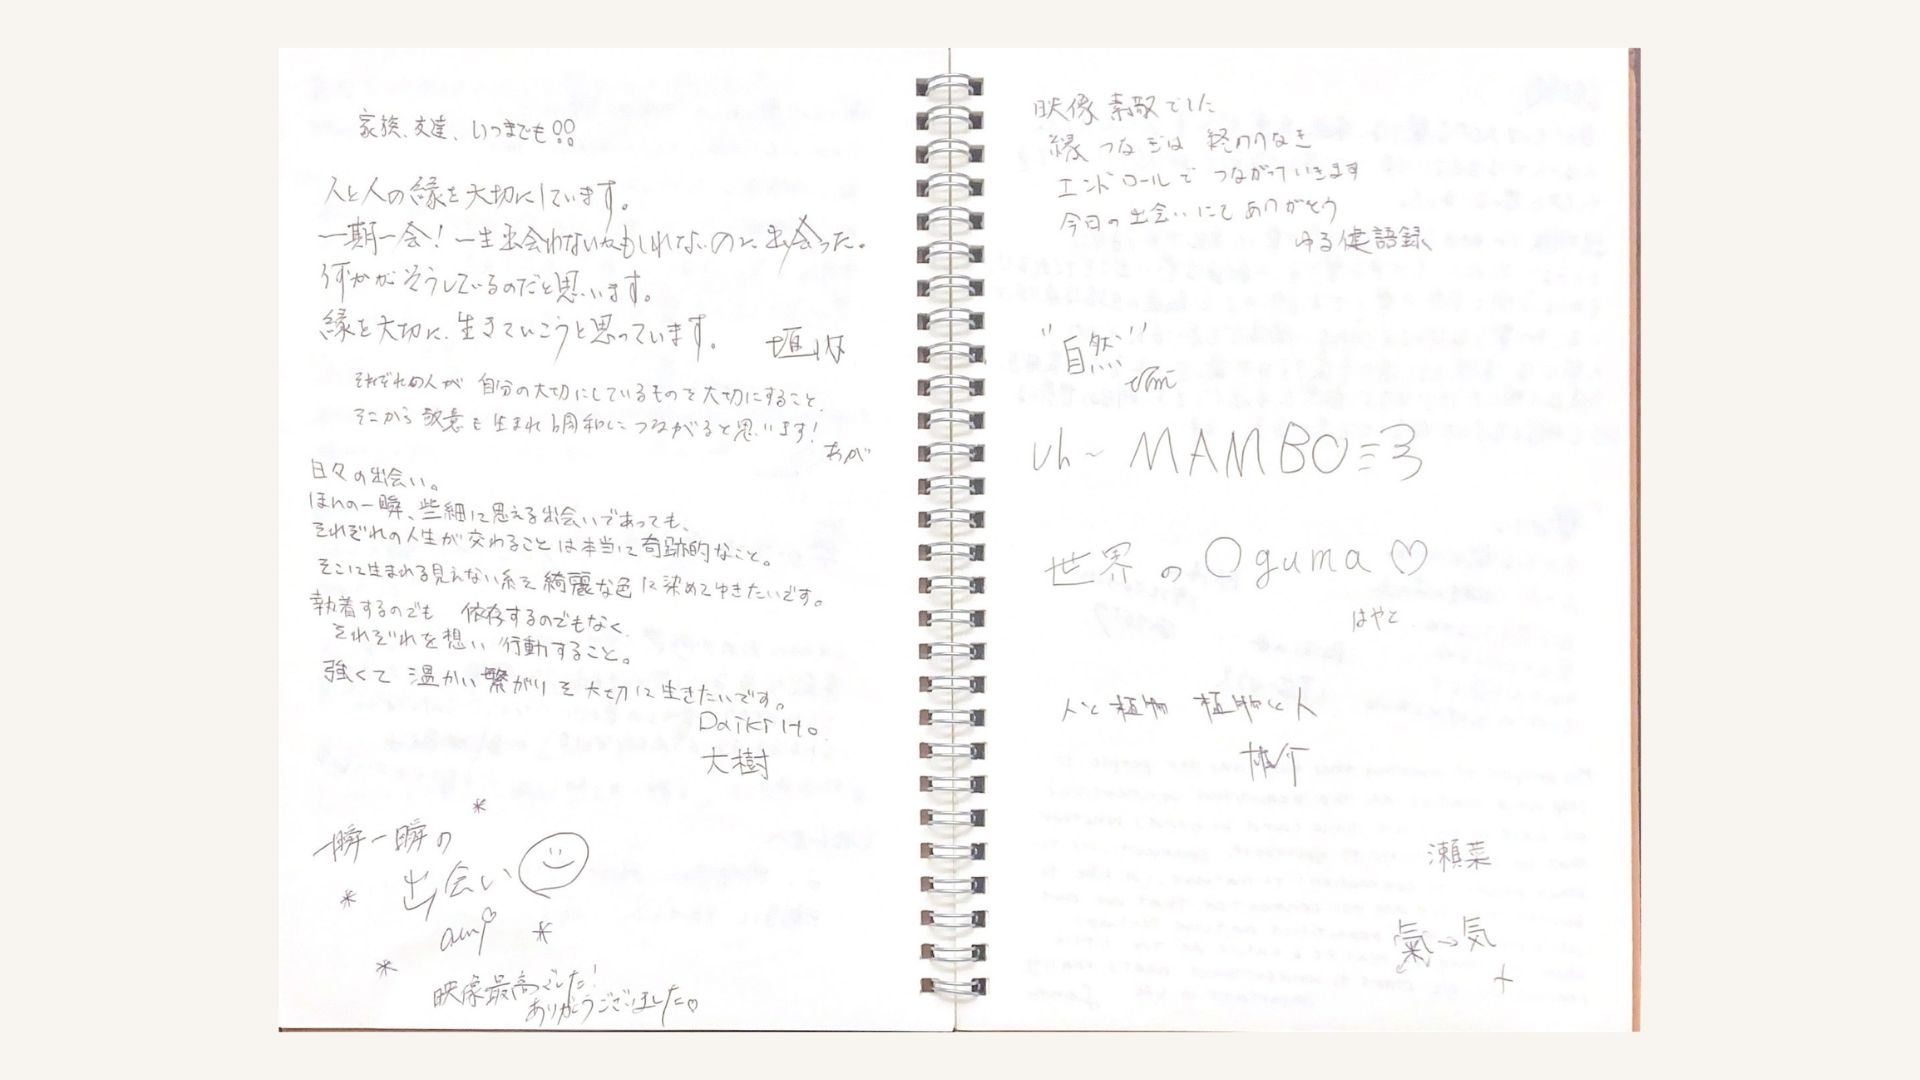 家族、友達、いつまでも!!
人と人の縁を大切にしています。
一期一会！一生出会わないかもしれないのに出会った。
何かがそうしているのだと思います。
縁を大切に、生きていこうと思っています。
それぞれの人が 自分の大切にしているものを大切にすること、
そこから敬意も生まれ調和につながると思います！
あが
日々の出会い。
ほんの一瞬、些細に思える出会いであっても、
それぞれの人生が交わることは本当に奇跡的なこと。
そこに生まれる見えない糸を綺麗な色に染めてゆきたいです。
執着するのでも 依存するのでもなく、
それぞれを想い 行動すること。
強くて 温かい繋がりを大切に生きたいです。
Daiki Ito.
大樹
一瞬一瞬の
出会い
ami
映像最高でした！
ありがとうございました♡
映像 素敵でした
縁つなぎは 終わりなき
エンドロールで つながっていきます
今日の出会いにて ありがとう
ゆる健語録
"自然"
Uh~ MAMBO
世界の Oguma ♡
はやと
人と植物 植物と人
瀬菜
氣→気